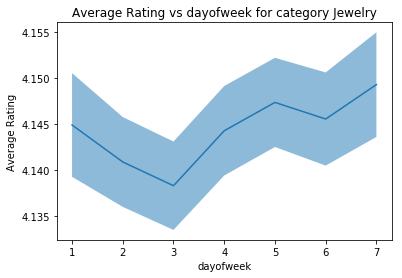 Average Rating vs dayofweek for category Jewelry
Average Rating
4.155
4.150
4.145
4.140
4.135
1 2 3 4 5 6 7
dayofweek